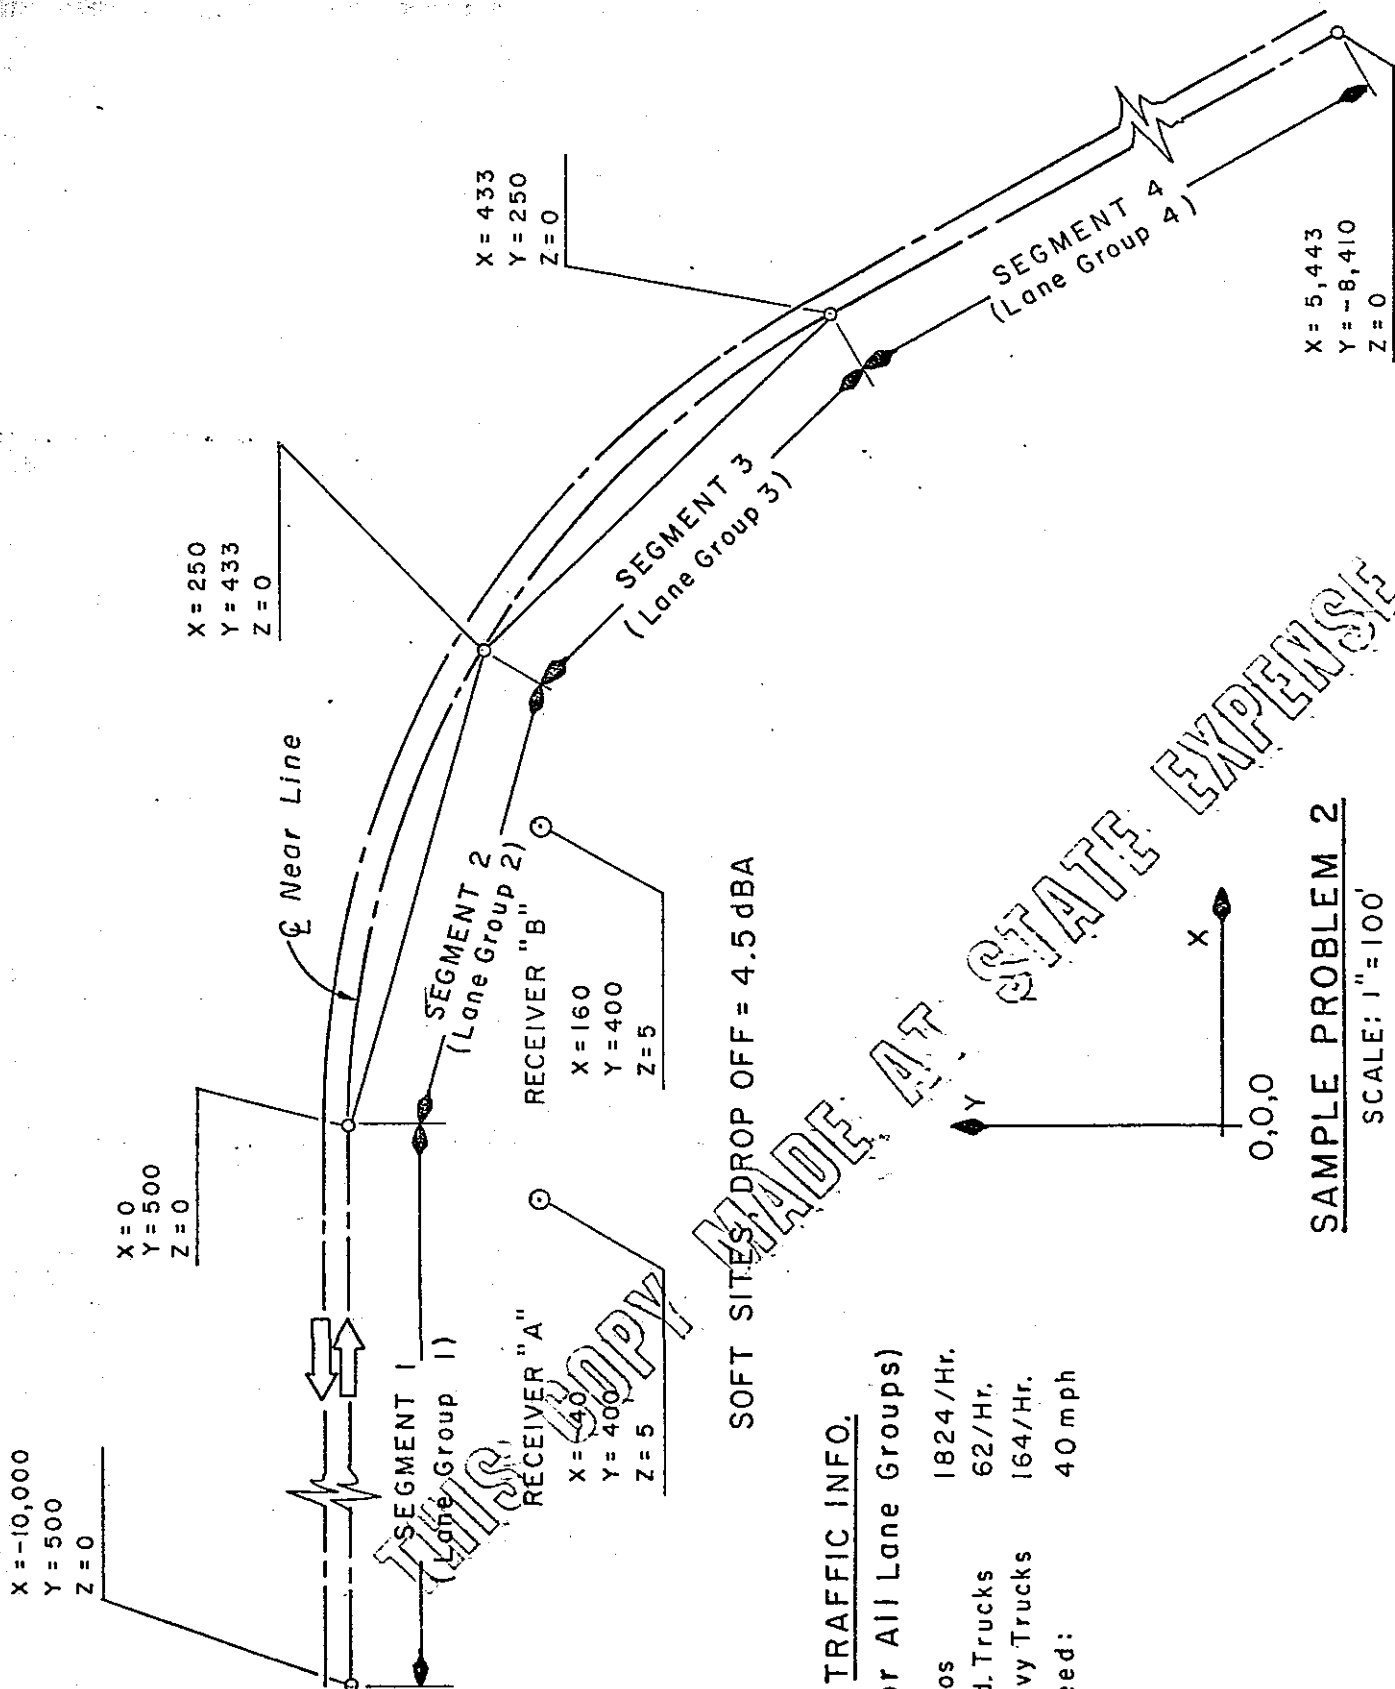 X = -10,000
Y = 500
Z = 0
X = 0
Y = 500
Z = 0
X = 250
Y = 433
Z = 0
X = 433
Y = 250
Z = 0
X = 5,443
Y = -8,410
Z = 0
℄ Near Line
SEGMENT 1
(Lane Group 1)
SEGMENT 2
(Lane Group 2)
SEGMENT 3
(Lane Group 3)
SEGMENT 4
(Lane Group 4)
RECEIVER "A"
X = -40
Y = 400
Z = 5
RECEIVER "B"
X = 160
Y = 400
Z = 5
SOFT SITES, DROP OFF = 4.5 dBA
TRAFFIC INFO.
or All Lane Groups)
os 1824/Hr.
d. Trucks 62/Hr.
vy Trucks 164/Hr.
eed: 40 mph
Y
X
0,0,0
SAMPLE PROBLEM 2
SCALE: 1" = 100'
THIS COPY MADE AT STATE EXPENSE